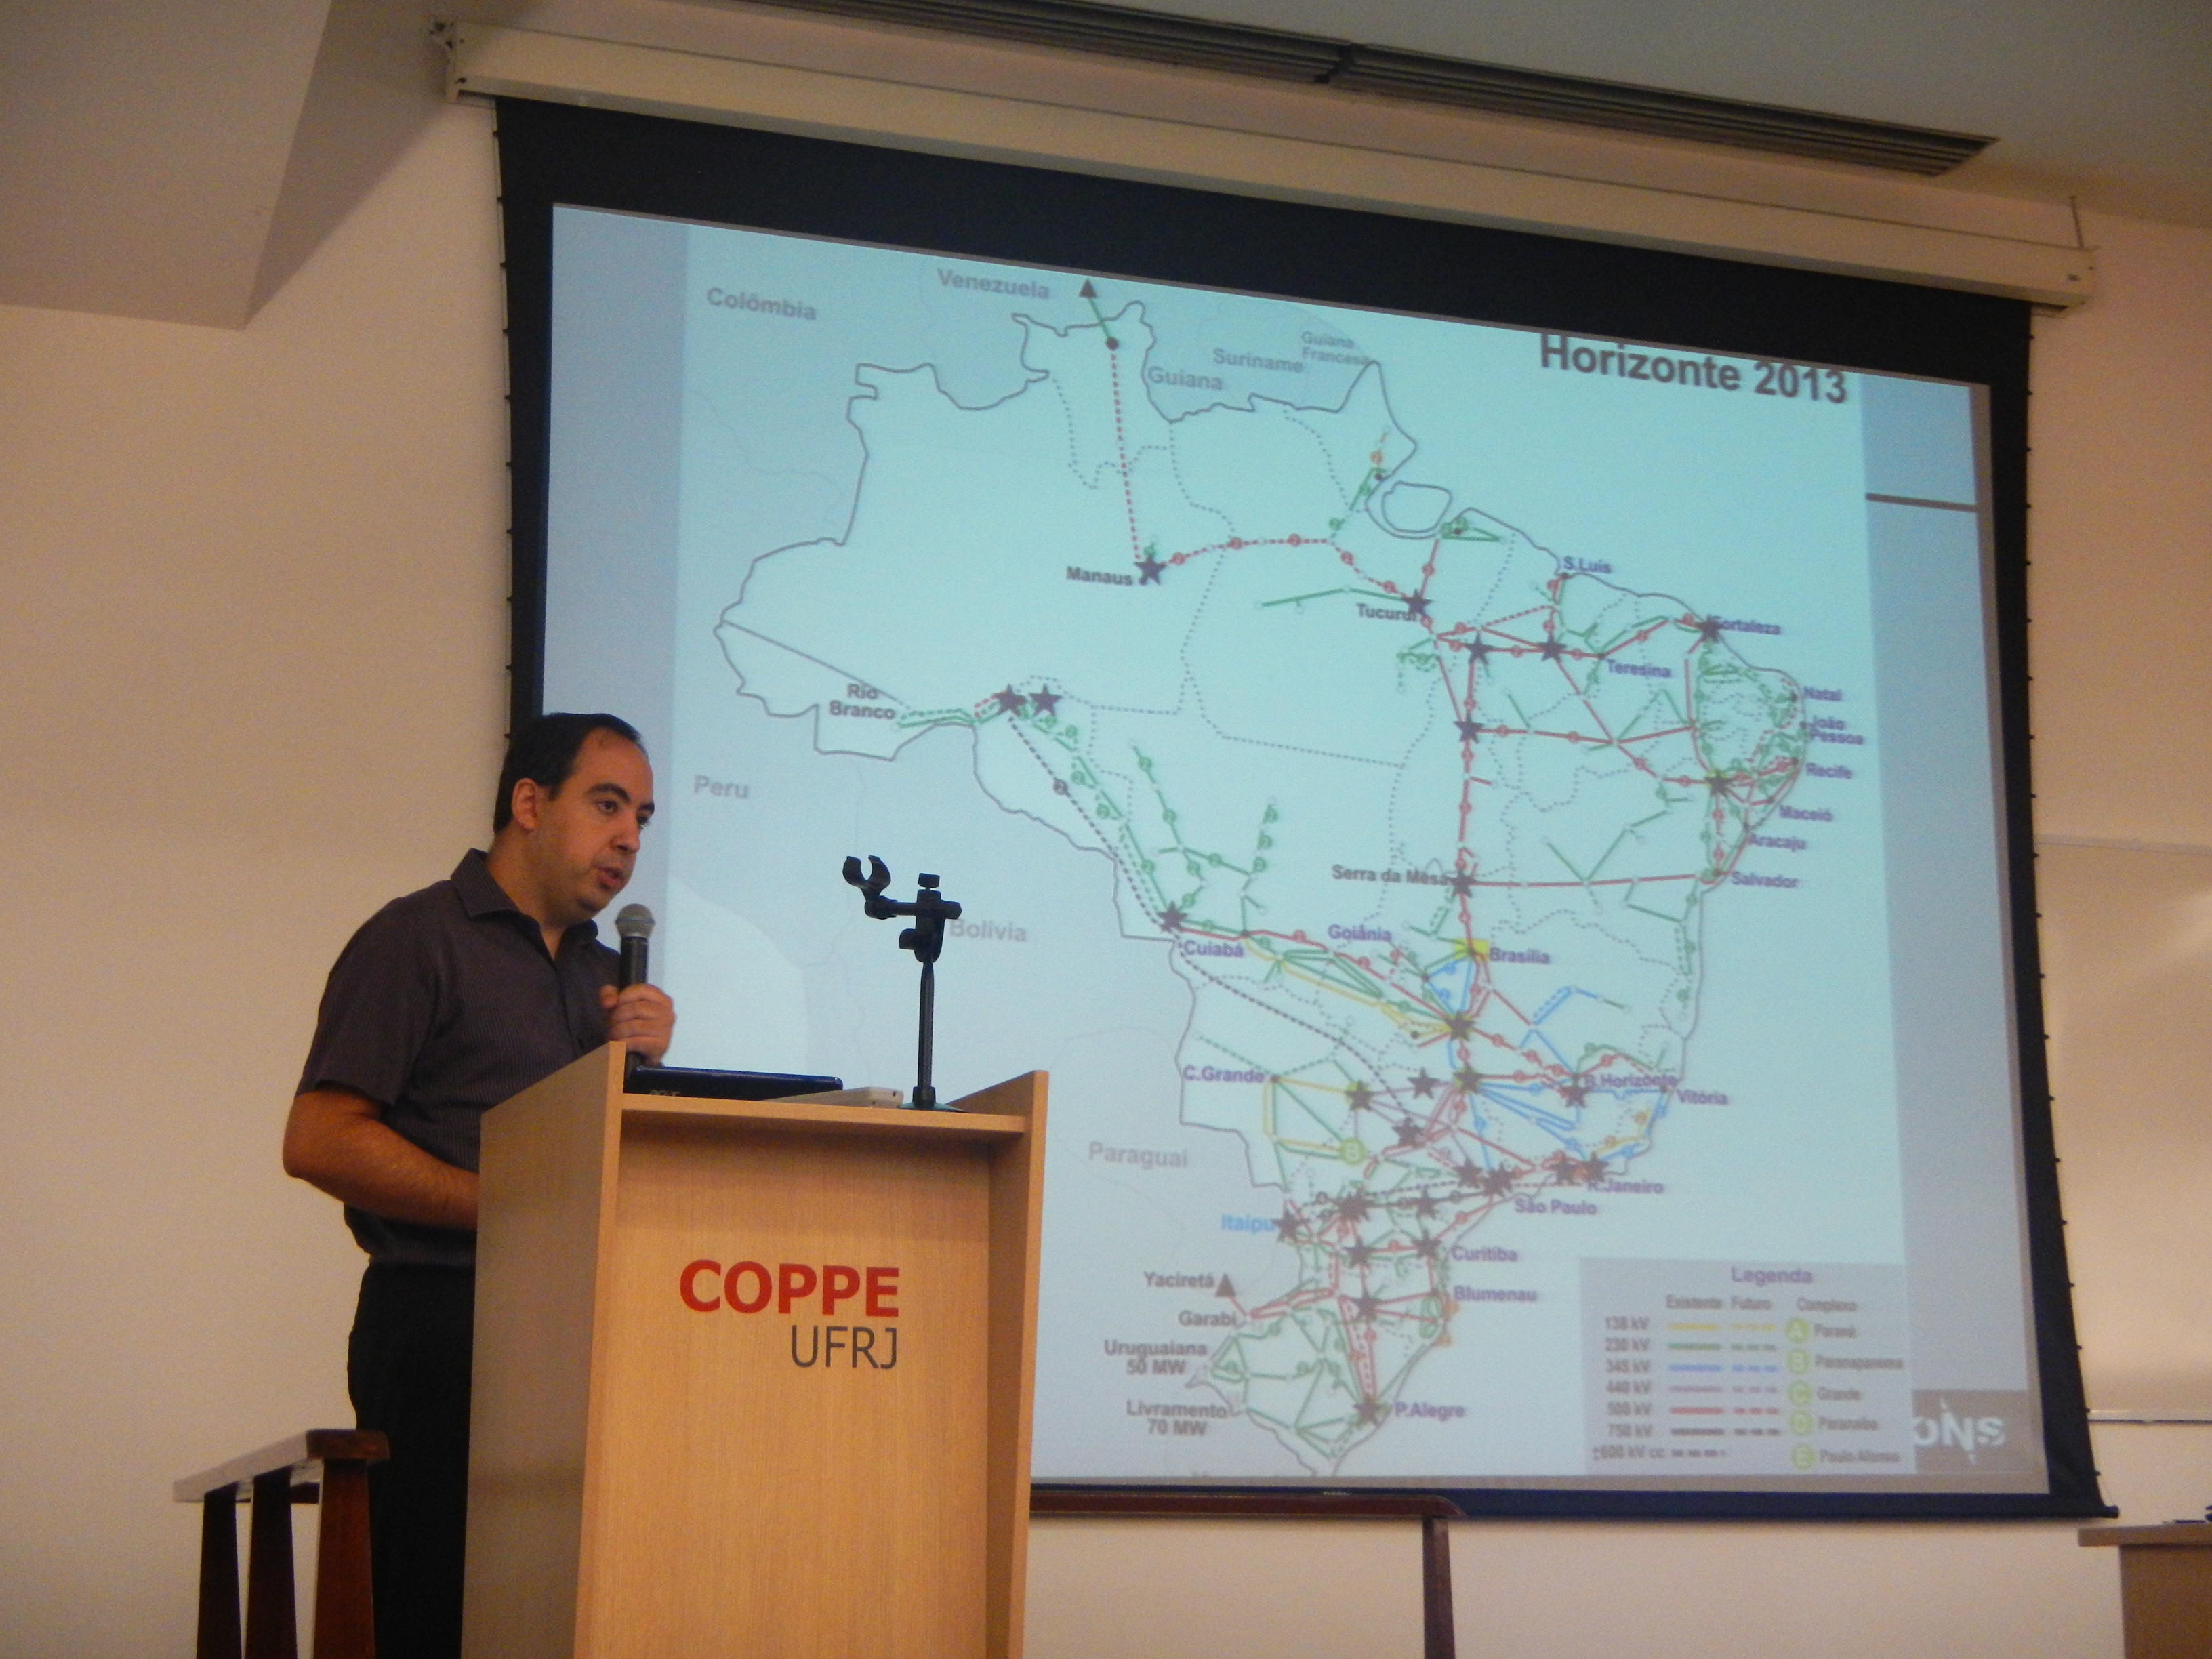 Venezuela
Colômbia
Guiana
Francesa
Suriname
Guiana
Horizonte 2013
Manaus
S.Luis
Tucuruí
Fortaleza
Teresina
Rio
Branco
Natal
João
Pessoa
Recife
Peru
Maceió
Aracaju
Serra da Mesa
Salvador
Bolívia
Goiânia
Cuiabá
Brasília
C.Grande
B.Horizonte
Vitória
Paraguai
B
R.Janeiro
São Paulo
Itaipu
Curitiba
Yaciretá
Blumenau
Garabi
Uruguaiana
50 MW
Livramento
70 MW
P.Alegre
Legenda
Existente Futuro Complexo
138 kV A Paraná
230 kV
345 kV B Paranapanema
440 kV C Grande
500 kV D Paranaíba
750 kV
±600 kV cc E Paulo Afonso
ONS
COPPE
UFRJ